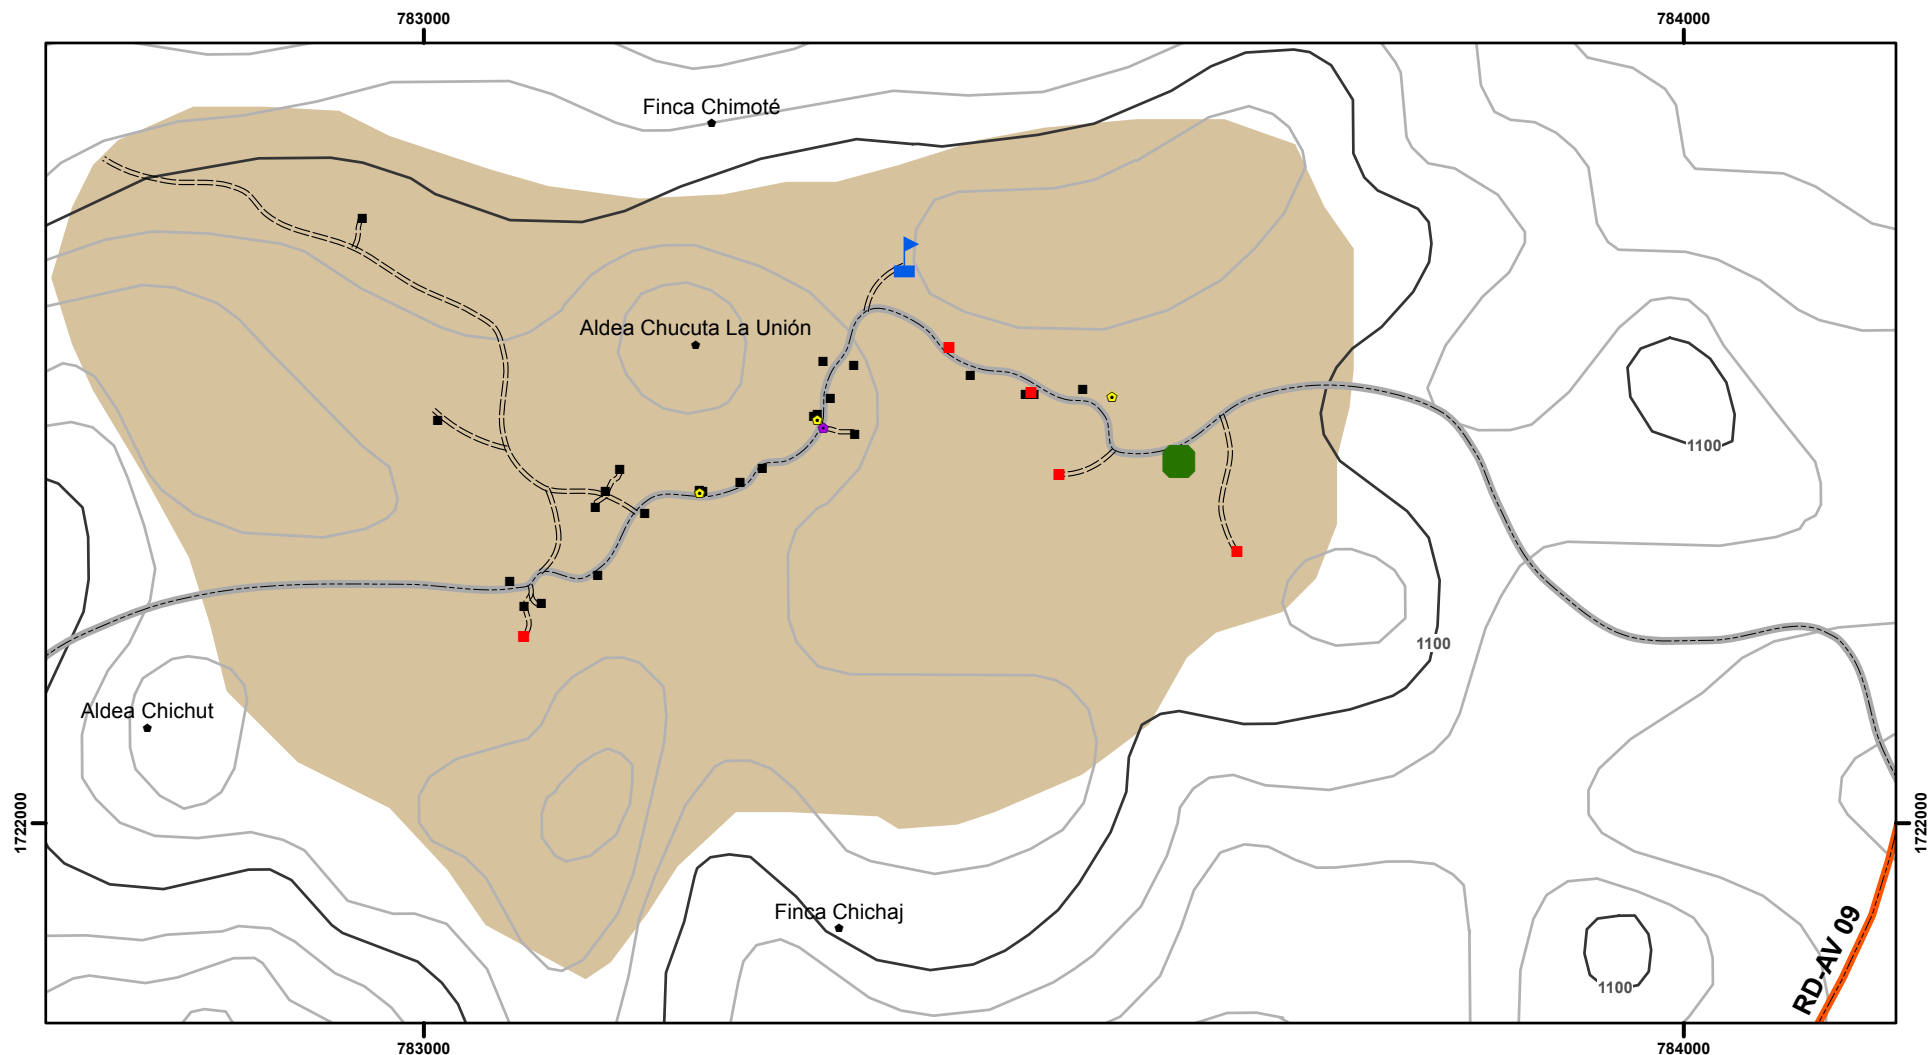 783000
784000
Finca Chimoté
Aldea Chucuta La Unión
1100
1100
Aldea Chichut
1722000
1722000
Finca Chichaj
RD-AV 09
1100
783000
784000